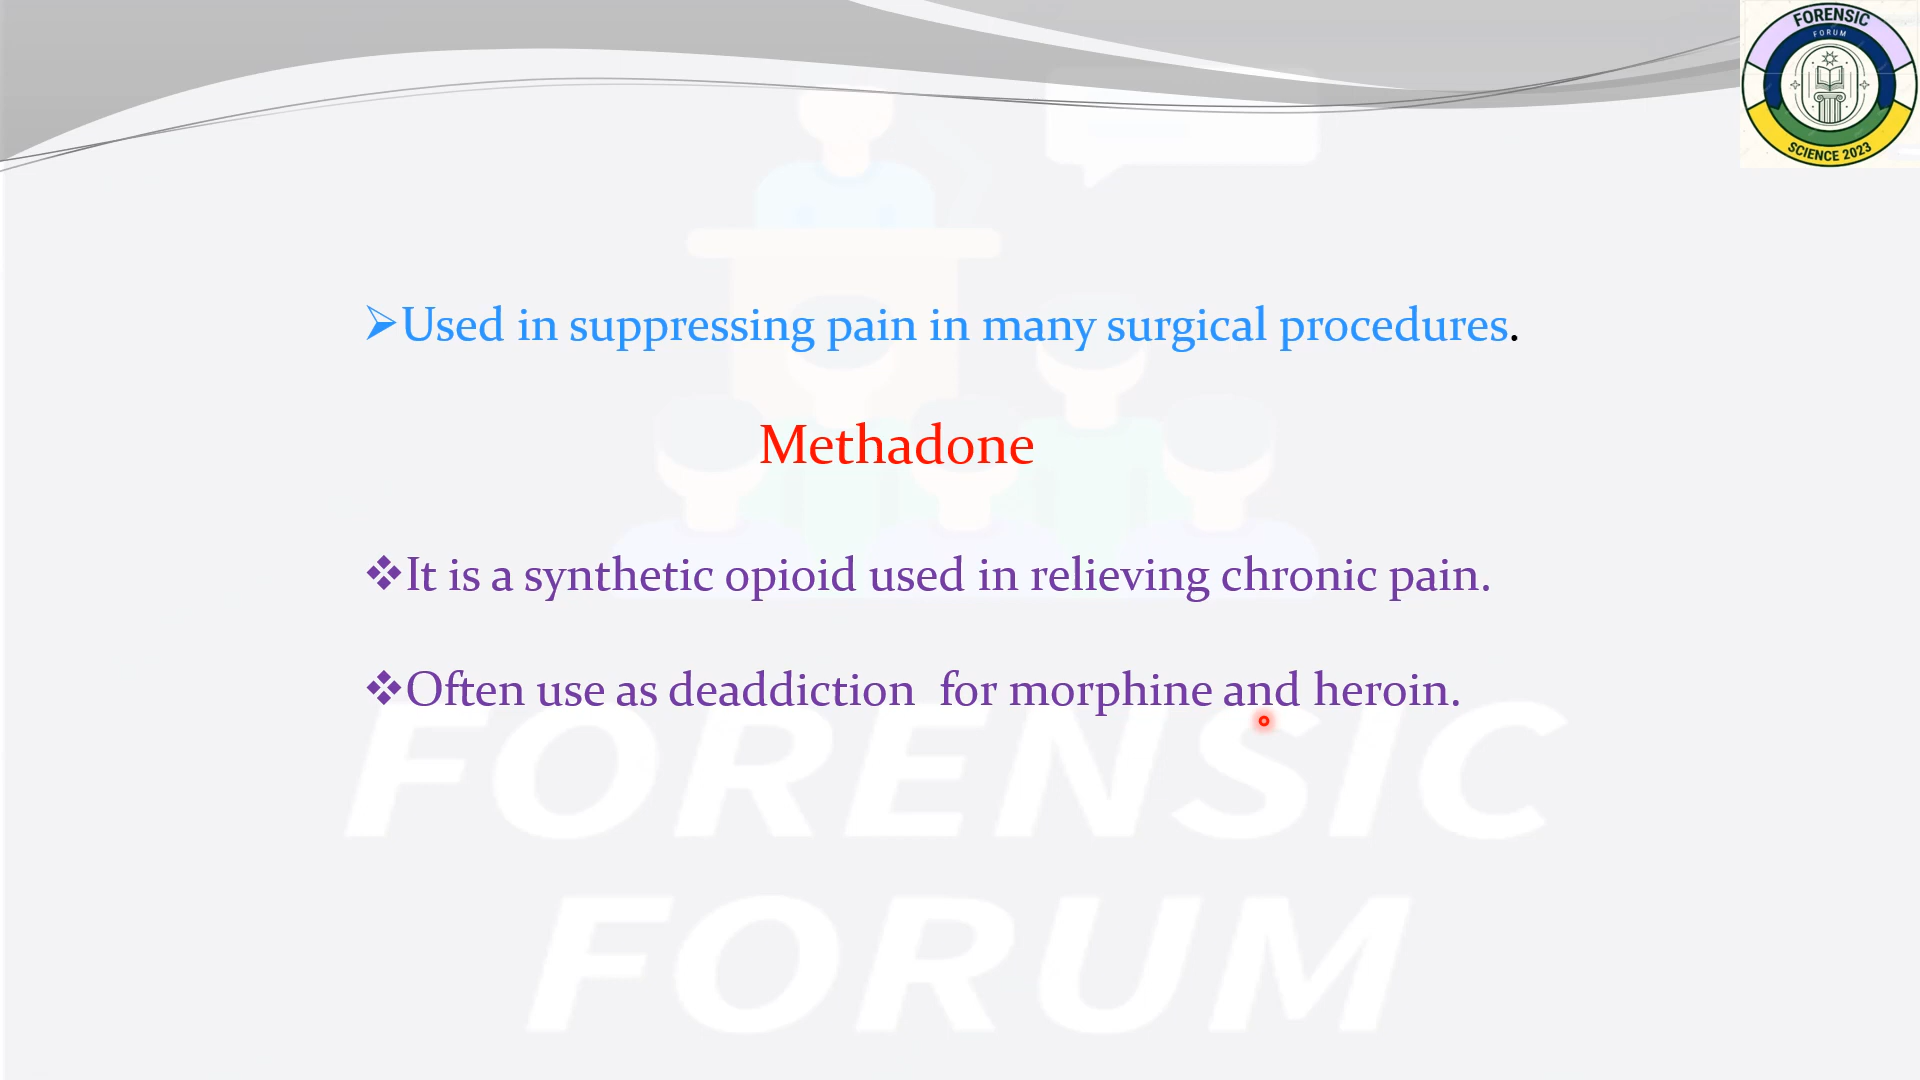 FORENSIC
FORUM
SCIENCE 2023
Used in suppressing pain in many surgical procedures.
Methadone
It is a synthetic opioid used in relieving chronic pain.
Often use as deaddiction  for morphine and heroin.
FORENSIC
FORUM